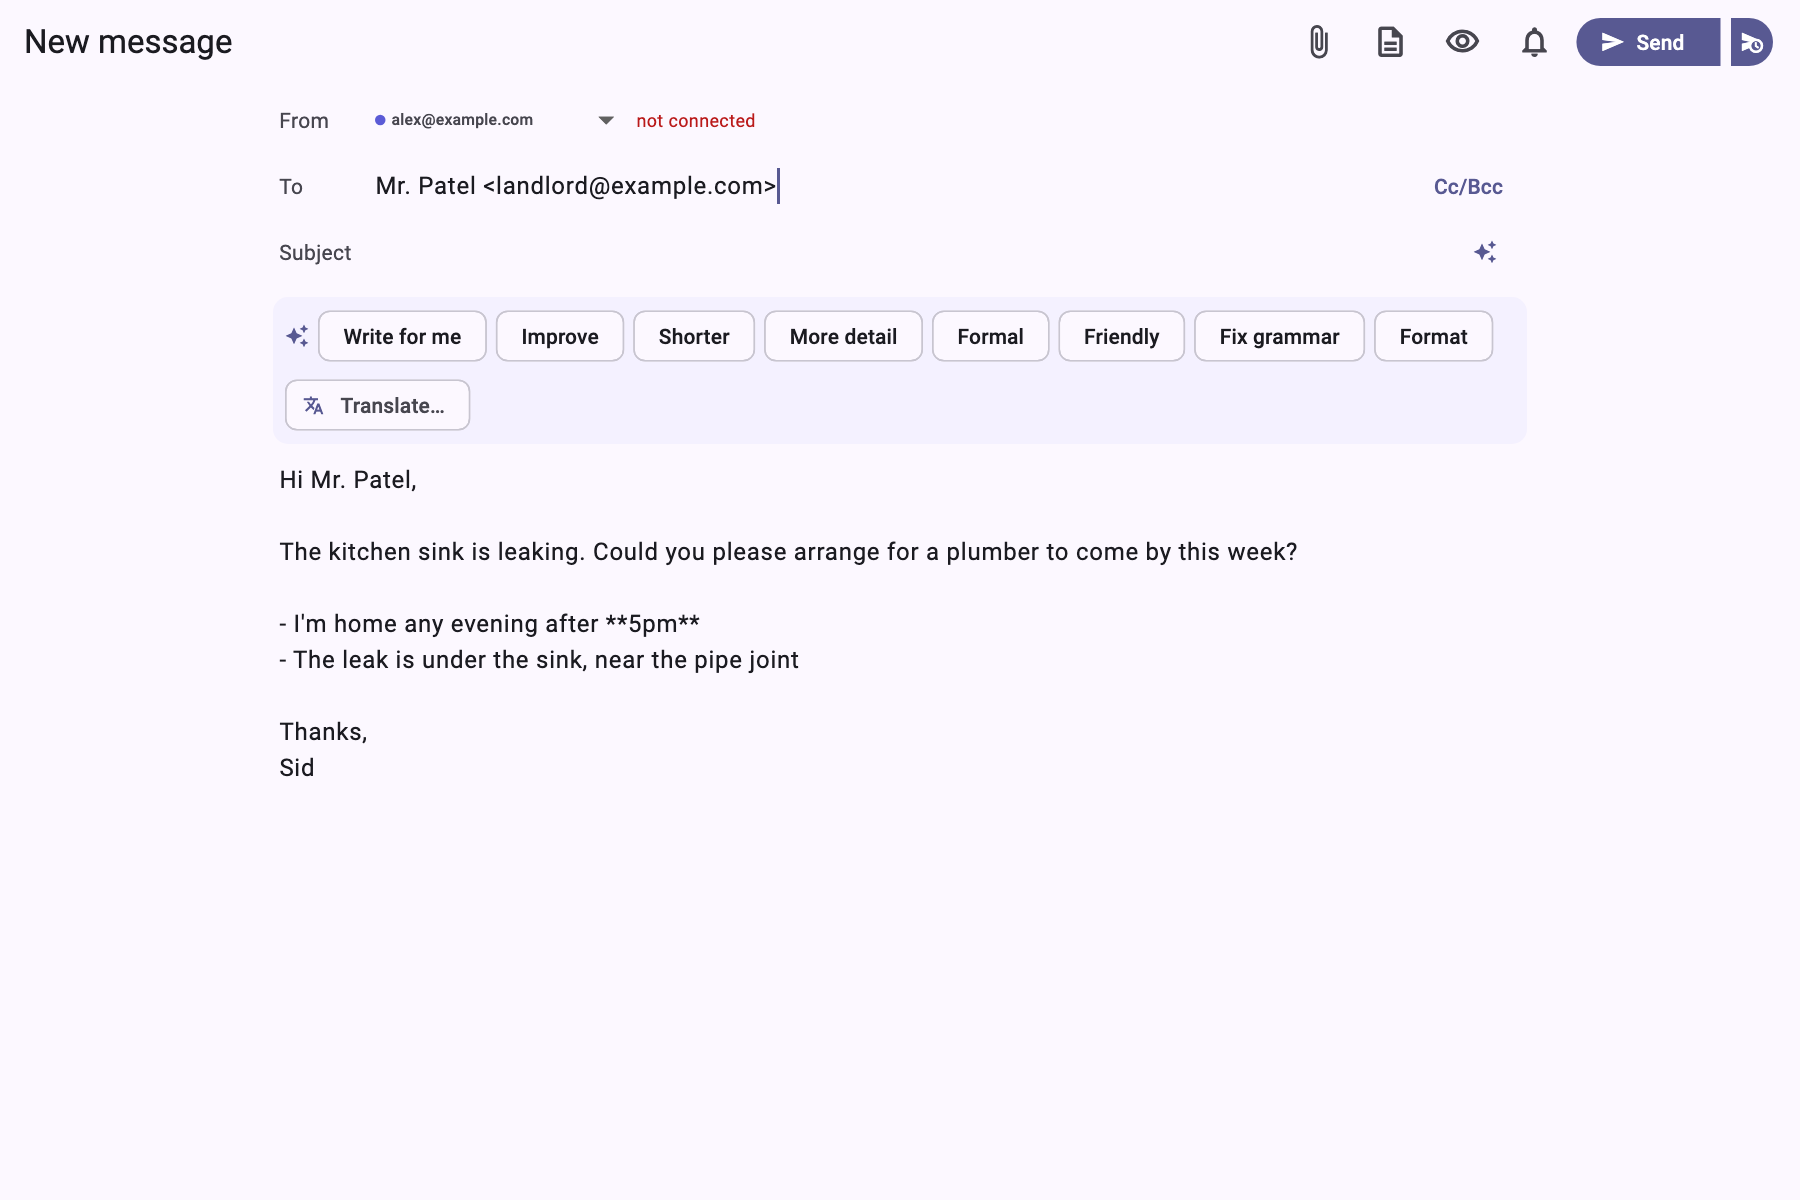 New message
Send
From alex@example.com not connected
To Mr. Patel <landlord@example.com> Cc/Bcc
Subject
Write for me Improve Shorter More detail Formal Friendly Fix grammar Format
Translate...
Hi Mr. Patel,
The kitchen sink is leaking. Could you please arrange for a plumber to come by this week?
- I'm home any evening after **5pm**
- The leak is under the sink, near the pipe joint
Thanks,
Sid